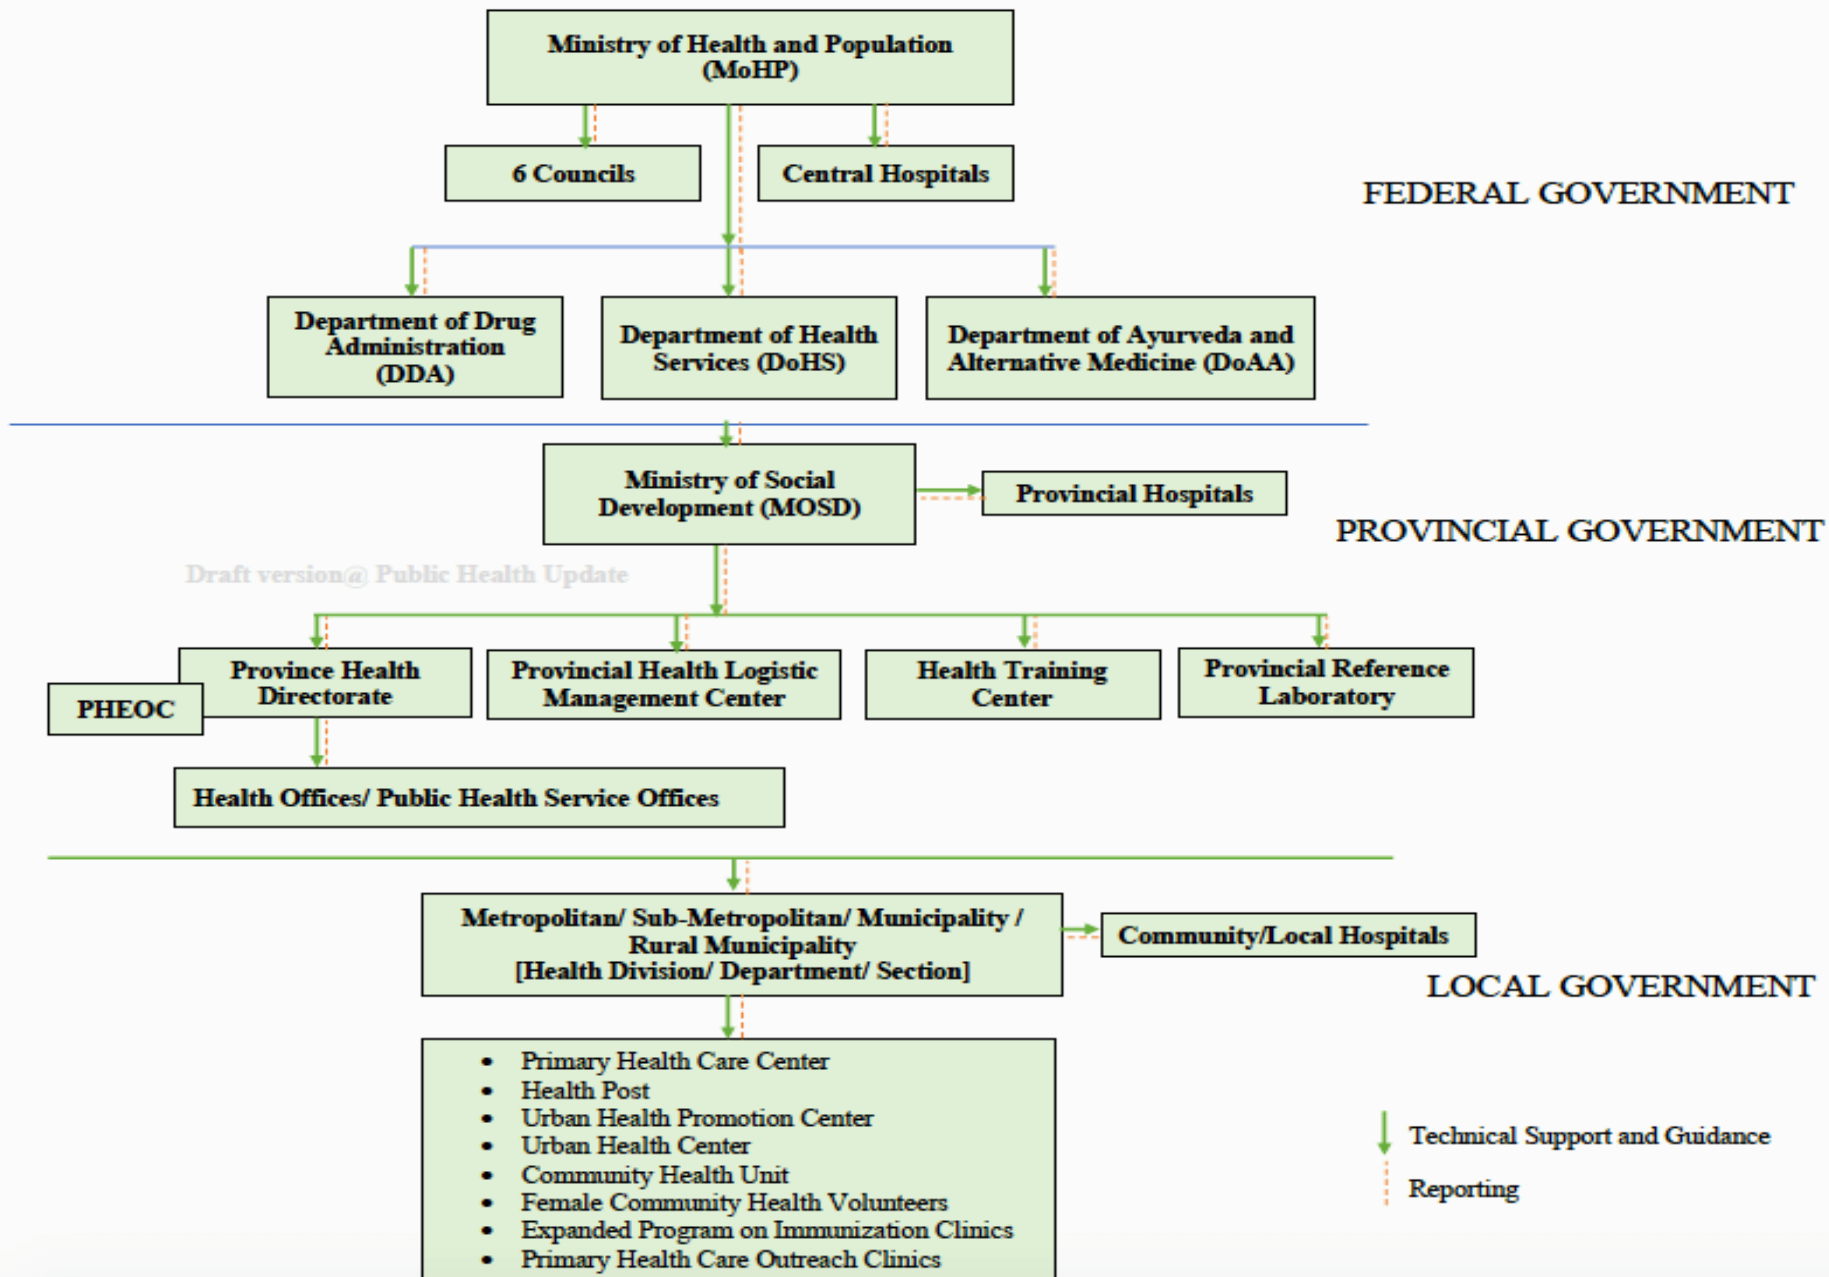 Ministry of Health and Population
(MoHP)
6 Councils
Central Hospitals
FEDERAL GOVERNMENT
Department of Drug
Administration
(DDA)
Department of Health
Services (DoHS)
Department of Ayurveda and
Alternative Medicine (DoAA)
Ministry of Social
Development (MOSD)
Provincial Hospitals
PROVINCIAL GOVERNMENT
Draft version@ Public Health Update
Province Health
Directorate
PHEOC
Provincial Health Logistic
Management Center
Health Training
Center
Provincial Reference
Laboratory
Health Offices/ Public Health Service Offices
Metropolitan/ Sub-Metropolitan/ Municipality /
Rural Municipality
[Health Division/ Department/ Section]
Community/Local Hospitals
LOCAL GOVERNMENT
• Primary Health Care Center
• Health Post
• Urban Health Promotion Center
• Urban Health Center
• Community Health Unit
• Female Community Health Volunteers
• Expanded Program on Immunization Clinics
• Primary Health Care Outreach Clinics
Technical Support and Guidance
Reporting